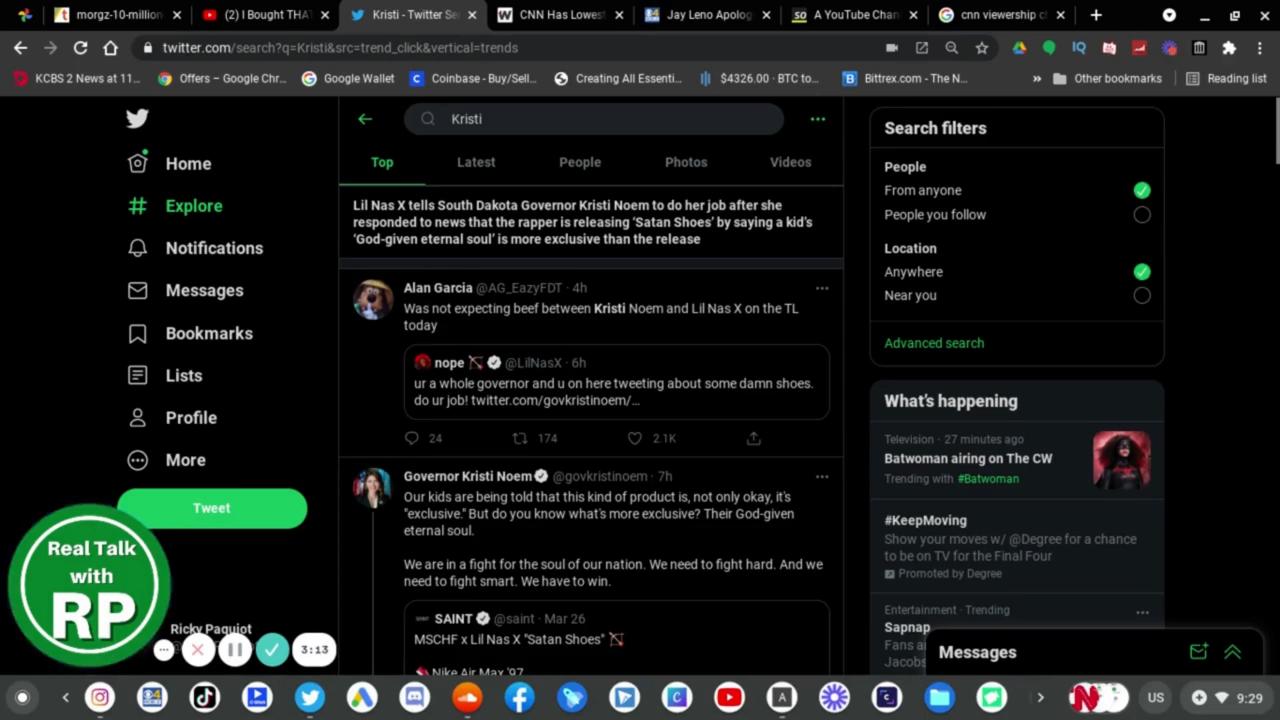 morgz-10-million
(2) I Bought THA
Kristi - Twitter Se
CNN Has Lowest
Jay Leno Apolog
A YouTube Chan
cnn viewership c
twitter.com/search?q=Kristi&src=trend_click&vertical=trends
KCBS 2 News at 11...
Offers – Google Chr...
Google Wallet
Coinbase - Buy/Sell...
Creating All Essenti...
$4326.00 · BTC to...
Bittrex.com - The N...
»
Other bookmarks
Reading list
Home
Explore
Notifications
Messages
Bookmarks
Lists
Profile
More
Tweet
Real Talk
with
RP
Ricky Paquiot
3:13
Kristi
Top
Latest
People
Photos
Videos
Lil Nas X tells South Dakota Governor Kristi Noem to do her job after she
responded to news that the rapper is releasing ‘Satan Shoes’ by saying a kid’s
‘God-given eternal soul’ is more exclusive than the release
Alan Garcia @AG_EazyFDT · 4h
Was not expecting beef between Kristi Noem and Lil Nas X on the TL
today
nope @LilNasX · 6h
ur a whole governor and u on here tweeting about some damn shoes.
do ur job! twitter.com/govkristinoem/...
24
174
2.1K
Governor Kristi Noem @govkristinoem · 7h
Our kids are being told that this kind of product is, not only okay, it's
"exclusive." But do you know what's more exclusive? Their God-given
eternal soul.
We are in a fight for the soul of our nation. We need to fight hard. And we
need to fight smart. We have to win.
SAINT @saint · Mar 26
MSCHF x Lil Nas X "Satan Shoes"
Nike Air Max '97
Search filters
People
From anyone
People you follow
Location
Anywhere
Near you
Advanced search
What’s happening
Television · 27 minutes ago
Batwoman airing on The CW
Trending with #Batwoman
#KeepMoving
Show your moves w/ @Degree for a chance
to be on TV for the Final Four
Promoted by Degree
Entertainment · Trending
Sapnap
Fans a
Jacobs
Messages
US
9:29